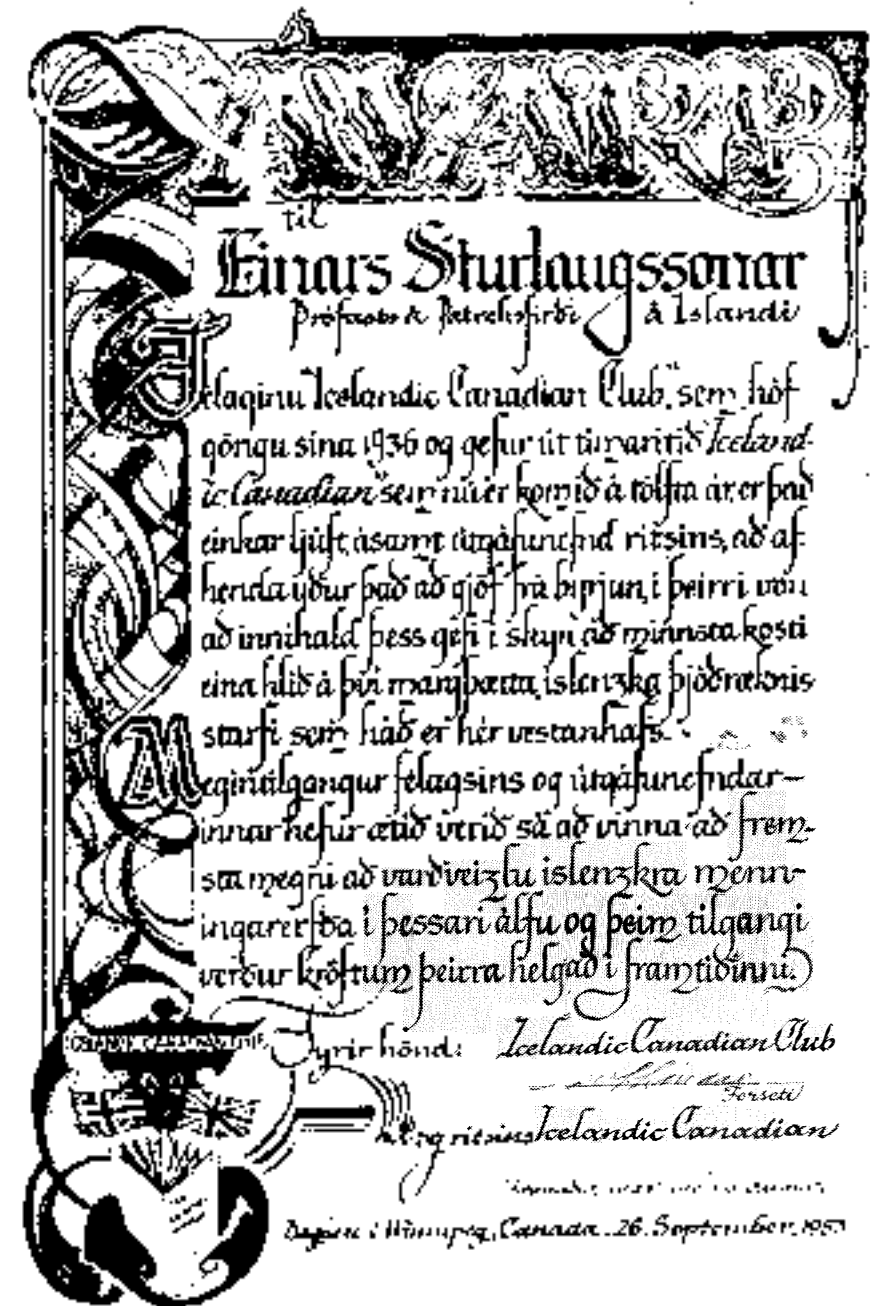 ÁVARP
til
Einars Sturlaugssonar
Prófasts á Patreksfirði á Íslandi
Félaginu "Icelandic Canadian Club," sem hóf
göngu sína 1936 og gefur út tímaritið "Iceland-
ic Canadian" sem nú er komið á tólfta ár, er það
einkar ljúft, ásamt útgáfunefnd ritsins, að af-
henda yður það að gjöf frá byrjun, í þeirri von
að innihald þess gefi í skyn að minnsta kosti
eina hlið á því margþætta íslenzka þjóðræknis
starfi sem háð er hér vestanhafs.
Megintilgangur félagsins og útgáfunefndar-
innar hefur ætíð verið sá að vinna að frem-
sta megni að varðveizlu íslenzkra menn-
ingarerfða í þessari álfu og þeim tilgangi
verður kröftum þeirra helgað í framtíðinni.
Fyrir hönd: Icelandic Canadian Club
Forseti
og ritsins Icelandic Canadian
Winnipeg, Canada. 26. September, 1953